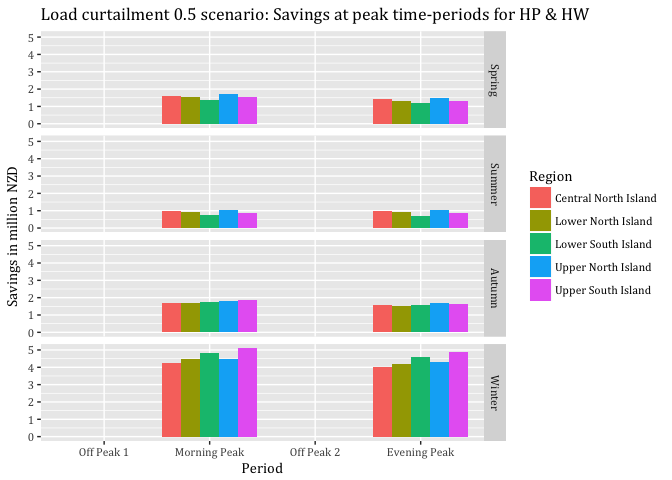 Load curtailment 0.5 scenario: Savings at peak time-periods for HP & HW
Savings in million NZD
5
4
3
2
1
0
Spring
5
4
3
2
1
0
Summer
5
4
3
2
1
0
Autumn
5
4
3
2
1
0
Winter
Off Peak 1
Morning Peak
Off Peak 2
Evening Peak
Period
Region
Central North Island
Lower North Island
Lower South Island
Upper North Island
Upper South Island